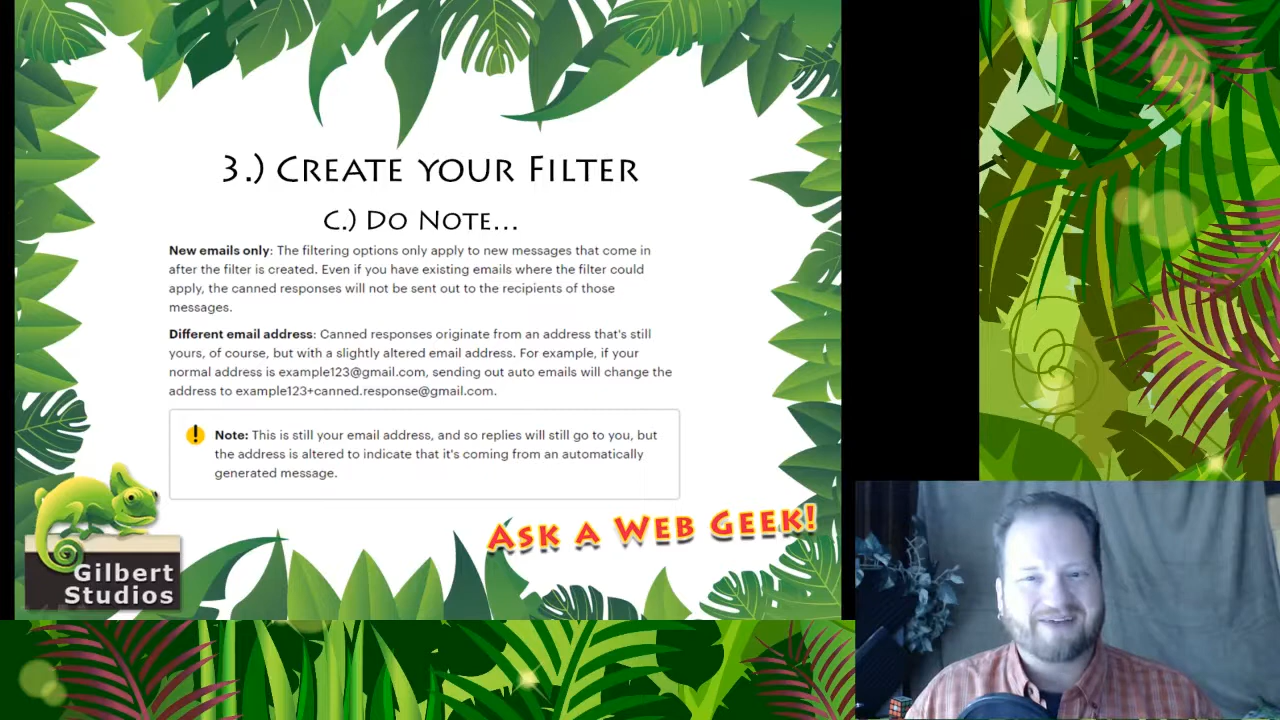 3.) Create your Filter
c.) Do Note...
New emails only: The filtering options only apply to new messages that come in
after the filter is created. Even if you have existing emails where the filter could
apply, the canned responses will not be sent out to the recipients of those
messages.
Different email address: Canned responses originate from an address that's still
yours, of course, but with a slightly altered email address. For example, if your
normal address is example123@gmail.com, sending out auto emails will change the
address to example123+canned.response@gmail.com.
Note: This is still your email address, and so replies will still go to you, but
the address is altered to indicate that it's coming from an automatically
generated message.
Ask a Web Geek!
Gilbert
Studios